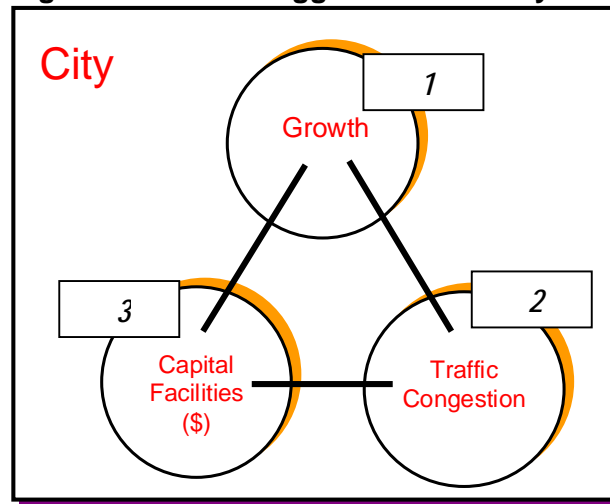 City
1
Growth
3
2
Capital
Facilities
($)
Traffic
Congestion